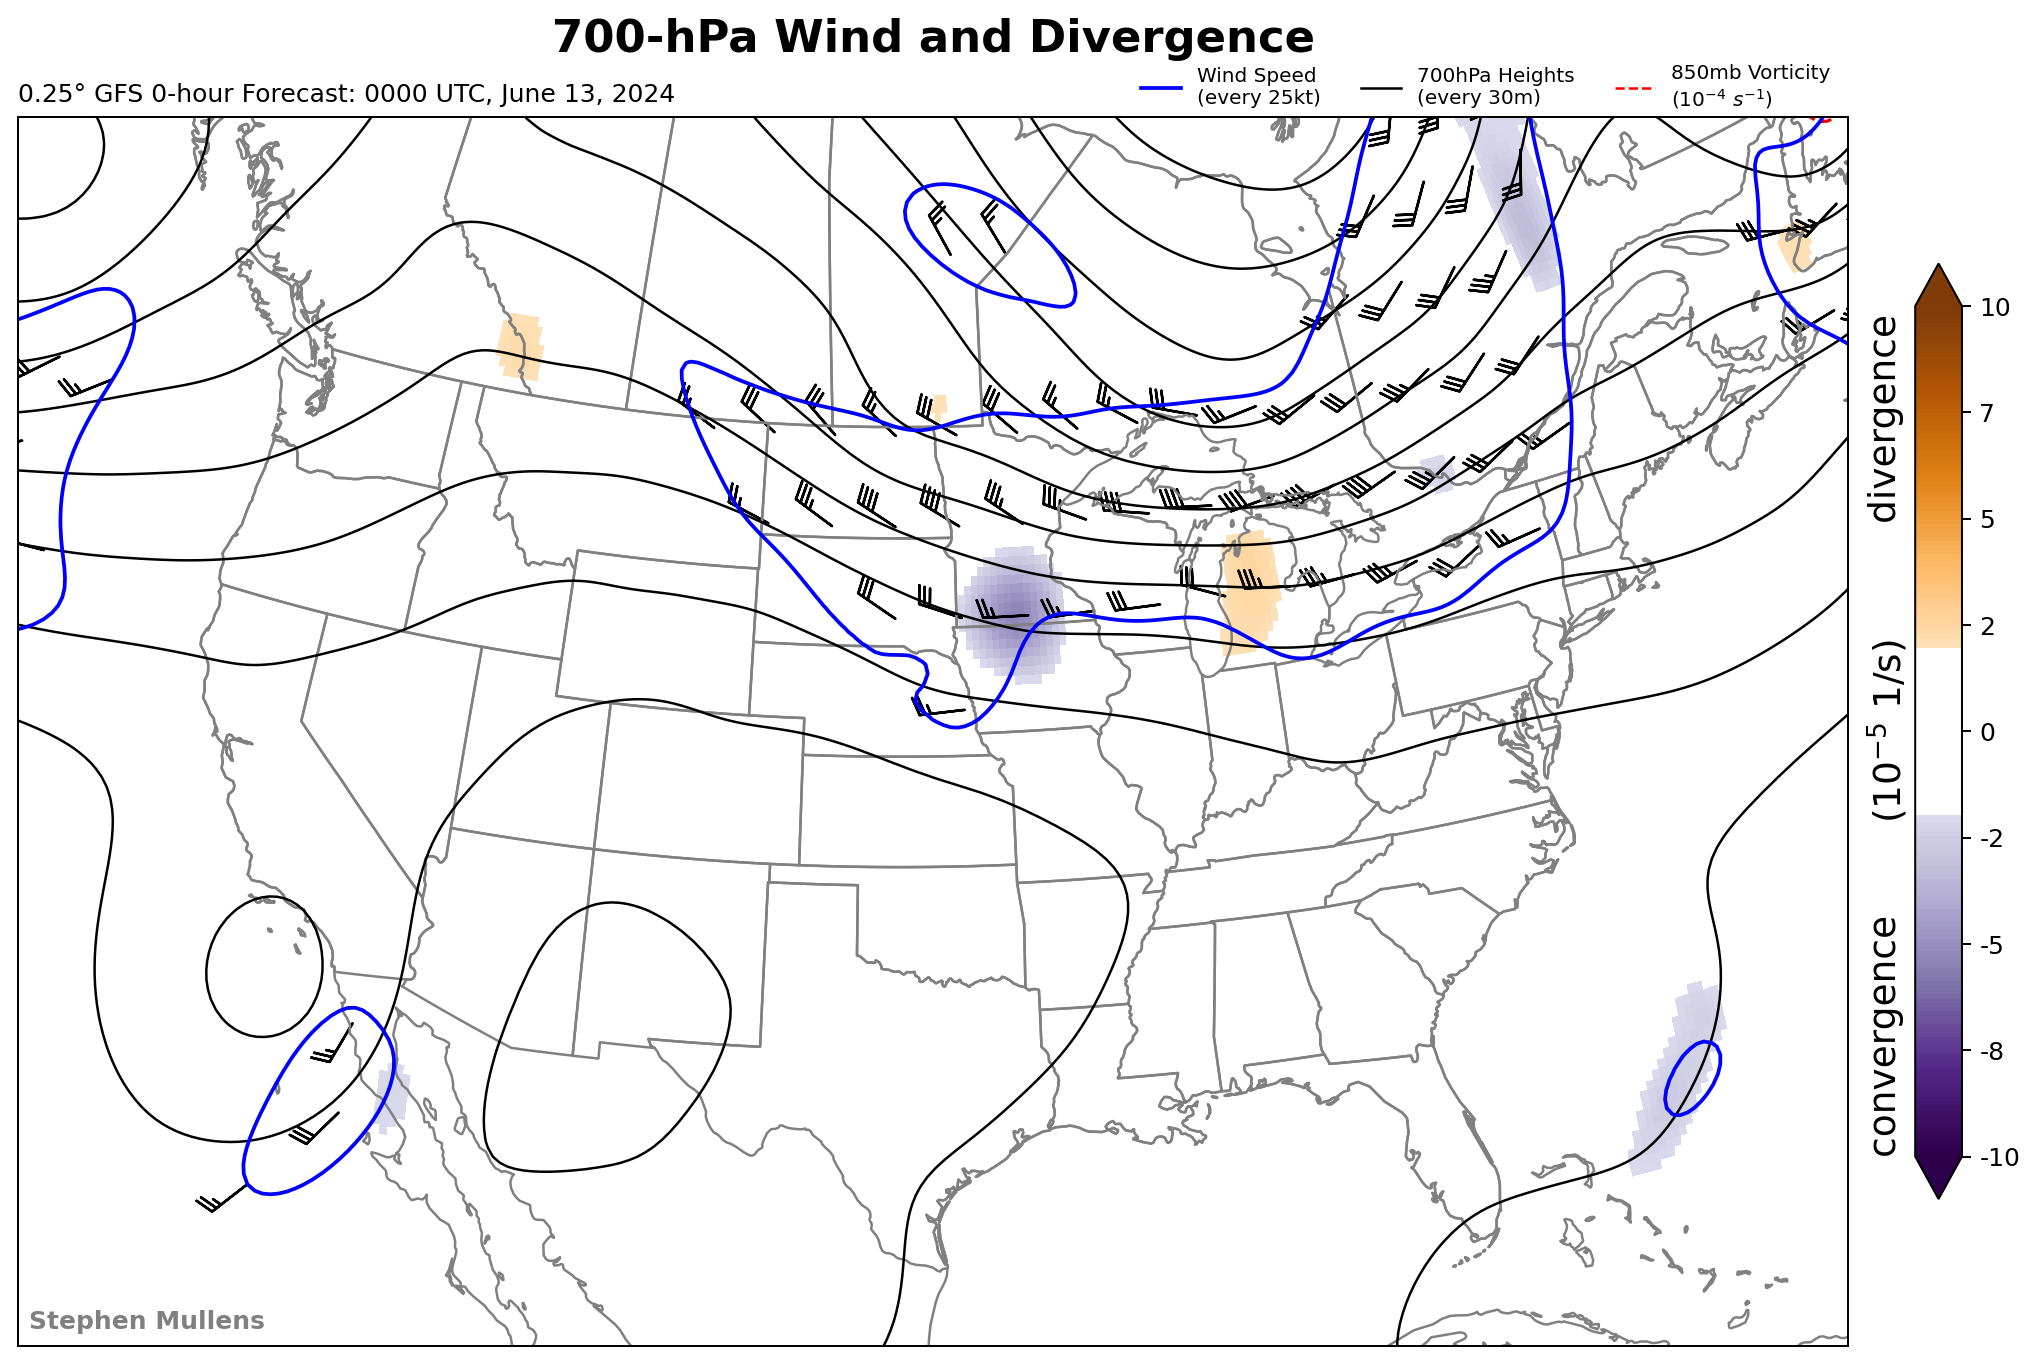 700-hPa Wind and Divergence
0.25° GFS 0-hour Forecast: 0000 UTC, June 13, 2024
Wind Speed
(every 25kt)
700hPa Heights
(every 30m)
850mb Vorticity
(10⁻⁴ s⁻¹)
10
7
5
2
0
-2
-5
-8
-10
convergence (10⁻⁵ 1/s) divergence
Stephen Mullens